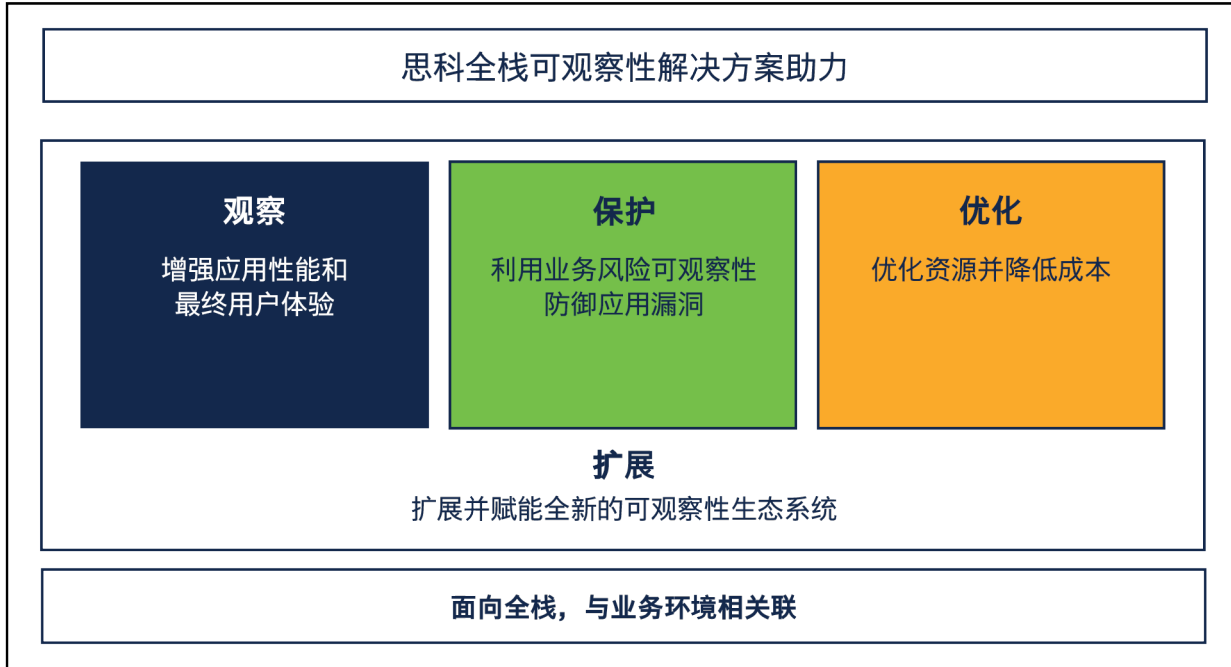 思科全栈可观察性解决方案助力
观察
增强应用性能和
最终用户体验
保护
利用业务风险可观察性
防御应用漏洞
优化
优化资源并降低成本
扩展
扩展并赋能全新的可观察性生态系统
面向全栈，与业务环境相关联